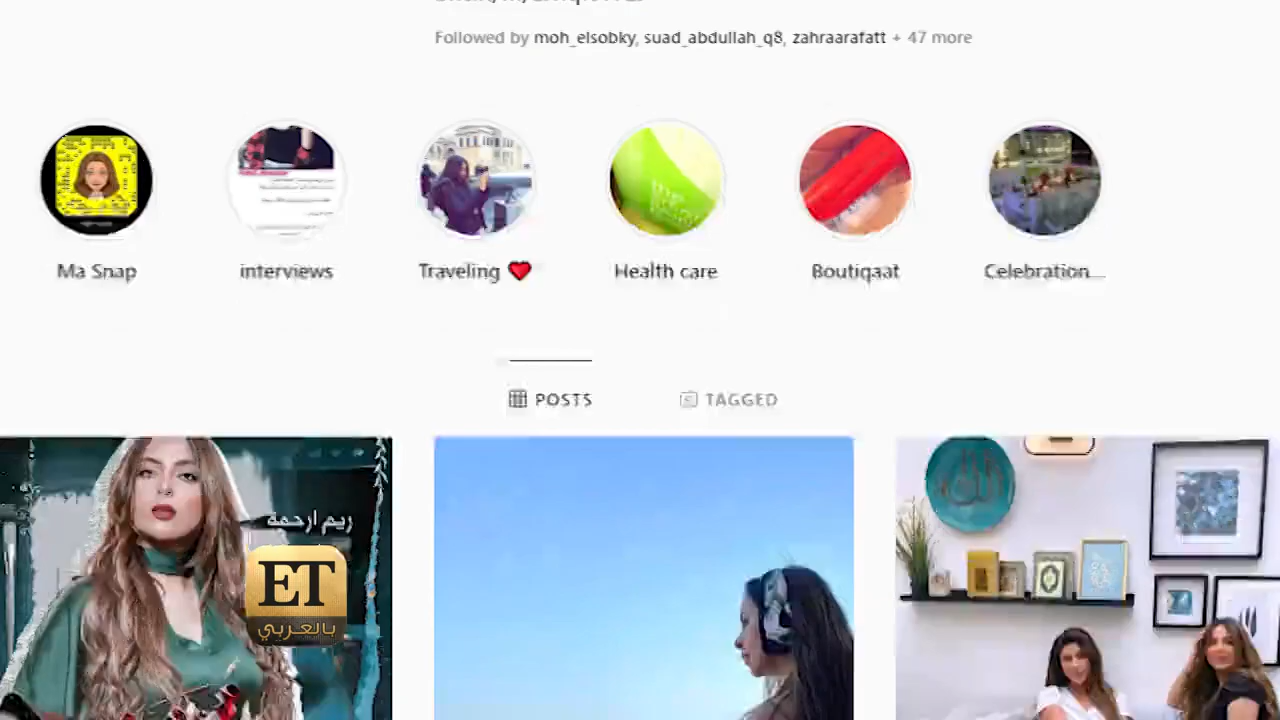 Followed by moh_elsobky, suad_abdullah_q8, zahraarafatt + 47 more
Ma Snap
interviews
Traveling ❤
Health care
Boutiqaat
Celebration...
POSTS
TAGGED
ريم ارحمة
ET
بالعربي
الله